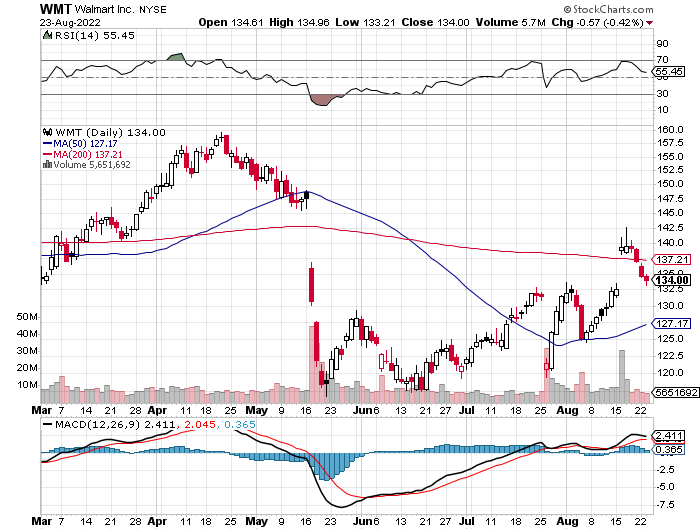 WMT Walmart Inc. NYSE © StockCharts.com
23-Aug-2022 Open 134.61 High 134.96 Low 133.21 Close 134.00 Volume 5.7M Chg -0.57 (-0.42%)
RSI(14) 55.45
90
70
55.45
50
30
10
WMT (Daily) 134.00
MA(50) 127.17
MA(200) 137.21
Volume 5,651,692
160.0
157.5
155.0
152.5
150.0
147.5
145.0
142.5
140.0
137.21
135.0
134.00
132.5
130.0
127.17
125.0
122.5
120.0
5651692
50M
40M
30M
20M
10M
Mar 7 14 21 28 Apr 11 18 25 May 9 16 23 Jun 6 13 21 27 Jul 11 18 25 Aug 8 15 22
MACD(12,26,9) 2.411, 2.045, 0.365
2.411
0.365
-2.5
-5.0
-7.5
Mar 7 14 21 28 Apr 11 18 25 May 9 16 23 Jun 6 13 21 27 Jul 11 18 25 Aug 8 15 22